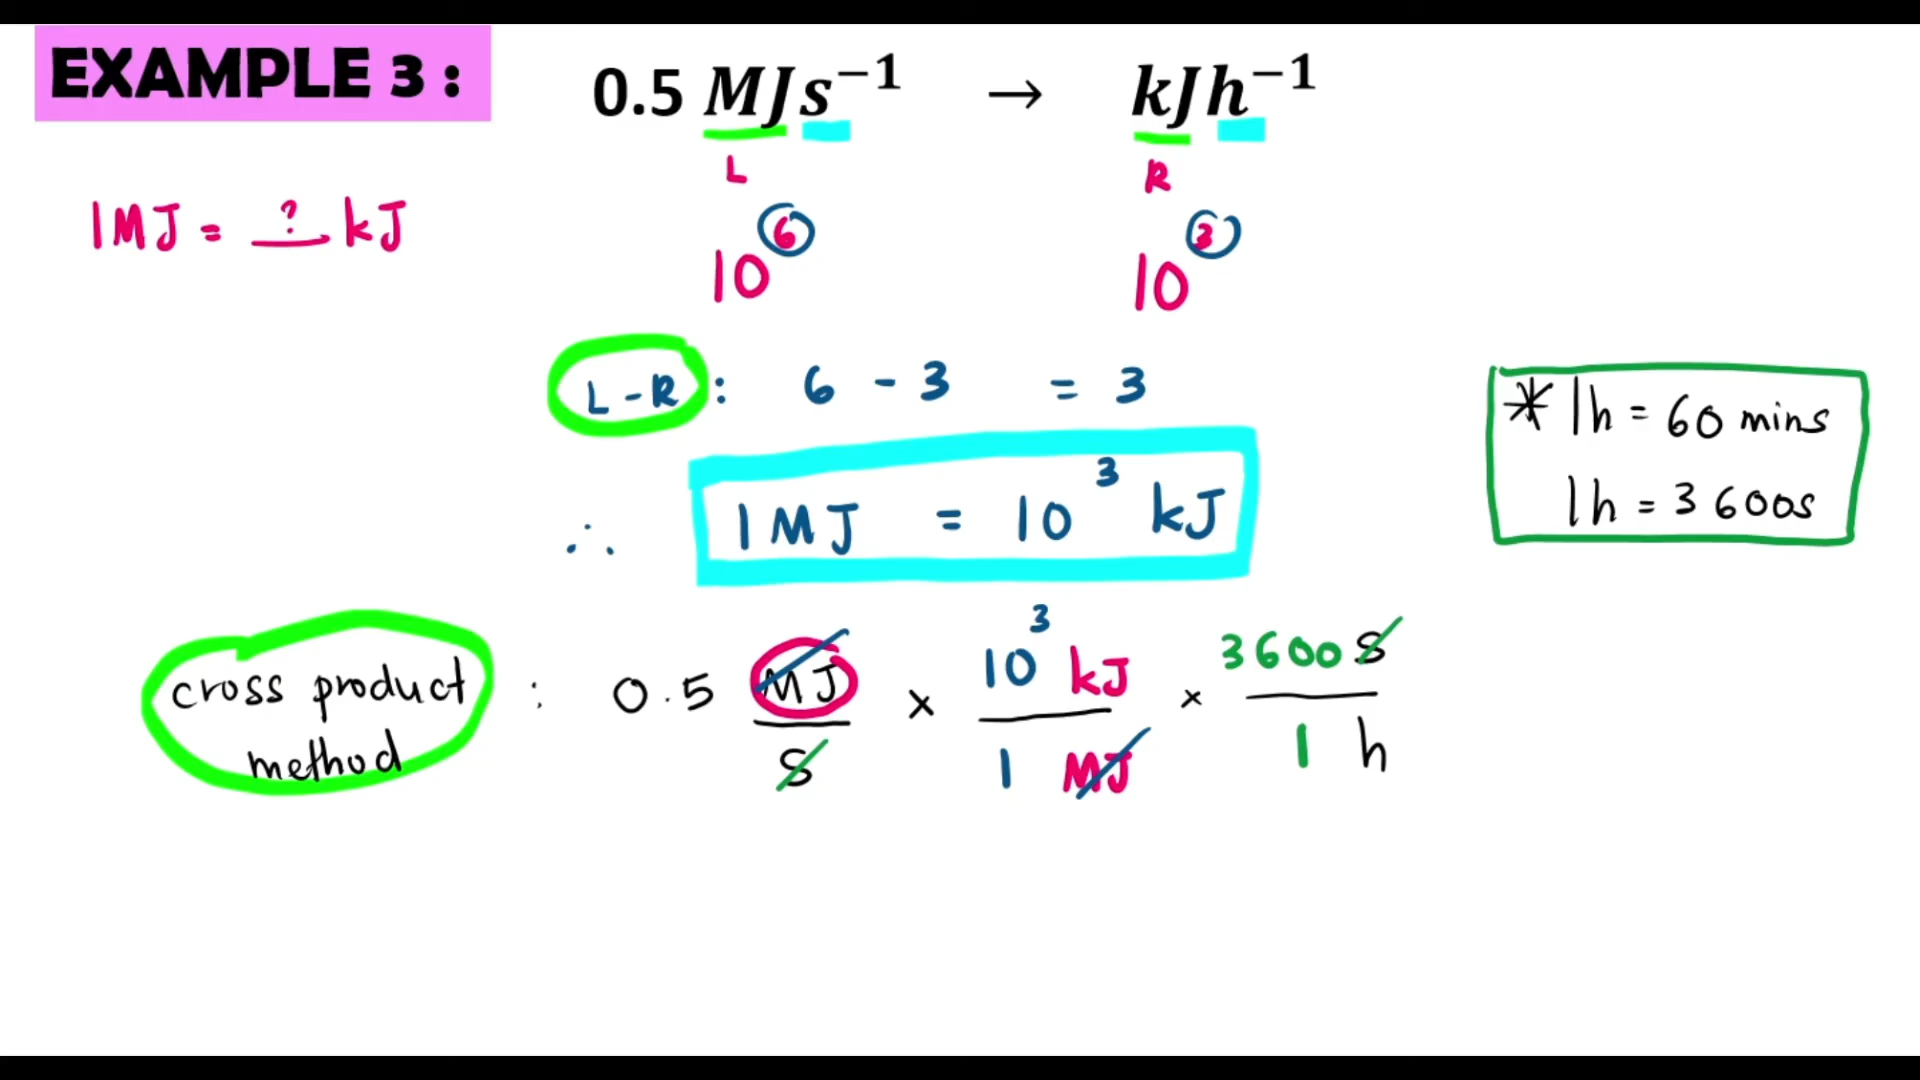 EXAMPLE 3 :
0.5 MJs⁻¹ → kJh⁻¹
L R
1MJ = ? kJ
10⁶ 10³
L - R : 6 - 3 = 3
* 1h = 60 mins
1h = 3600s
∴ 1MJ = 10³ kJ
cross product method : 0.5 MJ/s × 10³ kJ/1 MJ × 3600 s/1 h